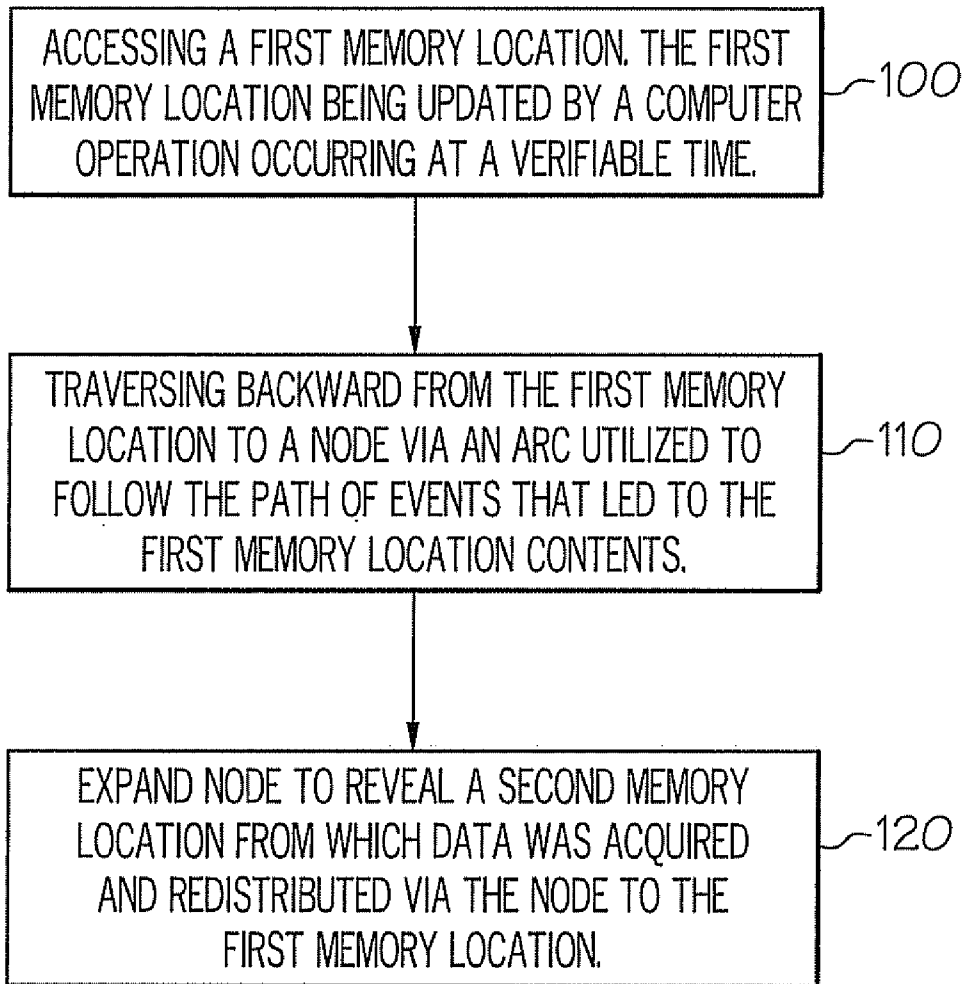 ACCESSING A FIRST MEMORY LOCATION. THE FIRST
MEMORY LOCATION BEING UPDATED BY A COMPUTER
OPERATION OCCURRING AT A VERIFIABLE TIME.
100
TRAVERSING BACKWARD FROM THE FIRST MEMORY
LOCATION TO A NODE VIA AN ARC UTILIZED TO
FOLLOW THE PATH OF EVENTS THAT LED TO THE
FIRST MEMORY LOCATION CONTENTS.
110
EXPAND NODE TO REVEAL A SECOND MEMORY
LOCATION FROM WHICH DATA WAS ACQUIRED
AND REDISTRIBUTED VIA THE NODE TO THE
FIRST MEMORY LOCATION.
120